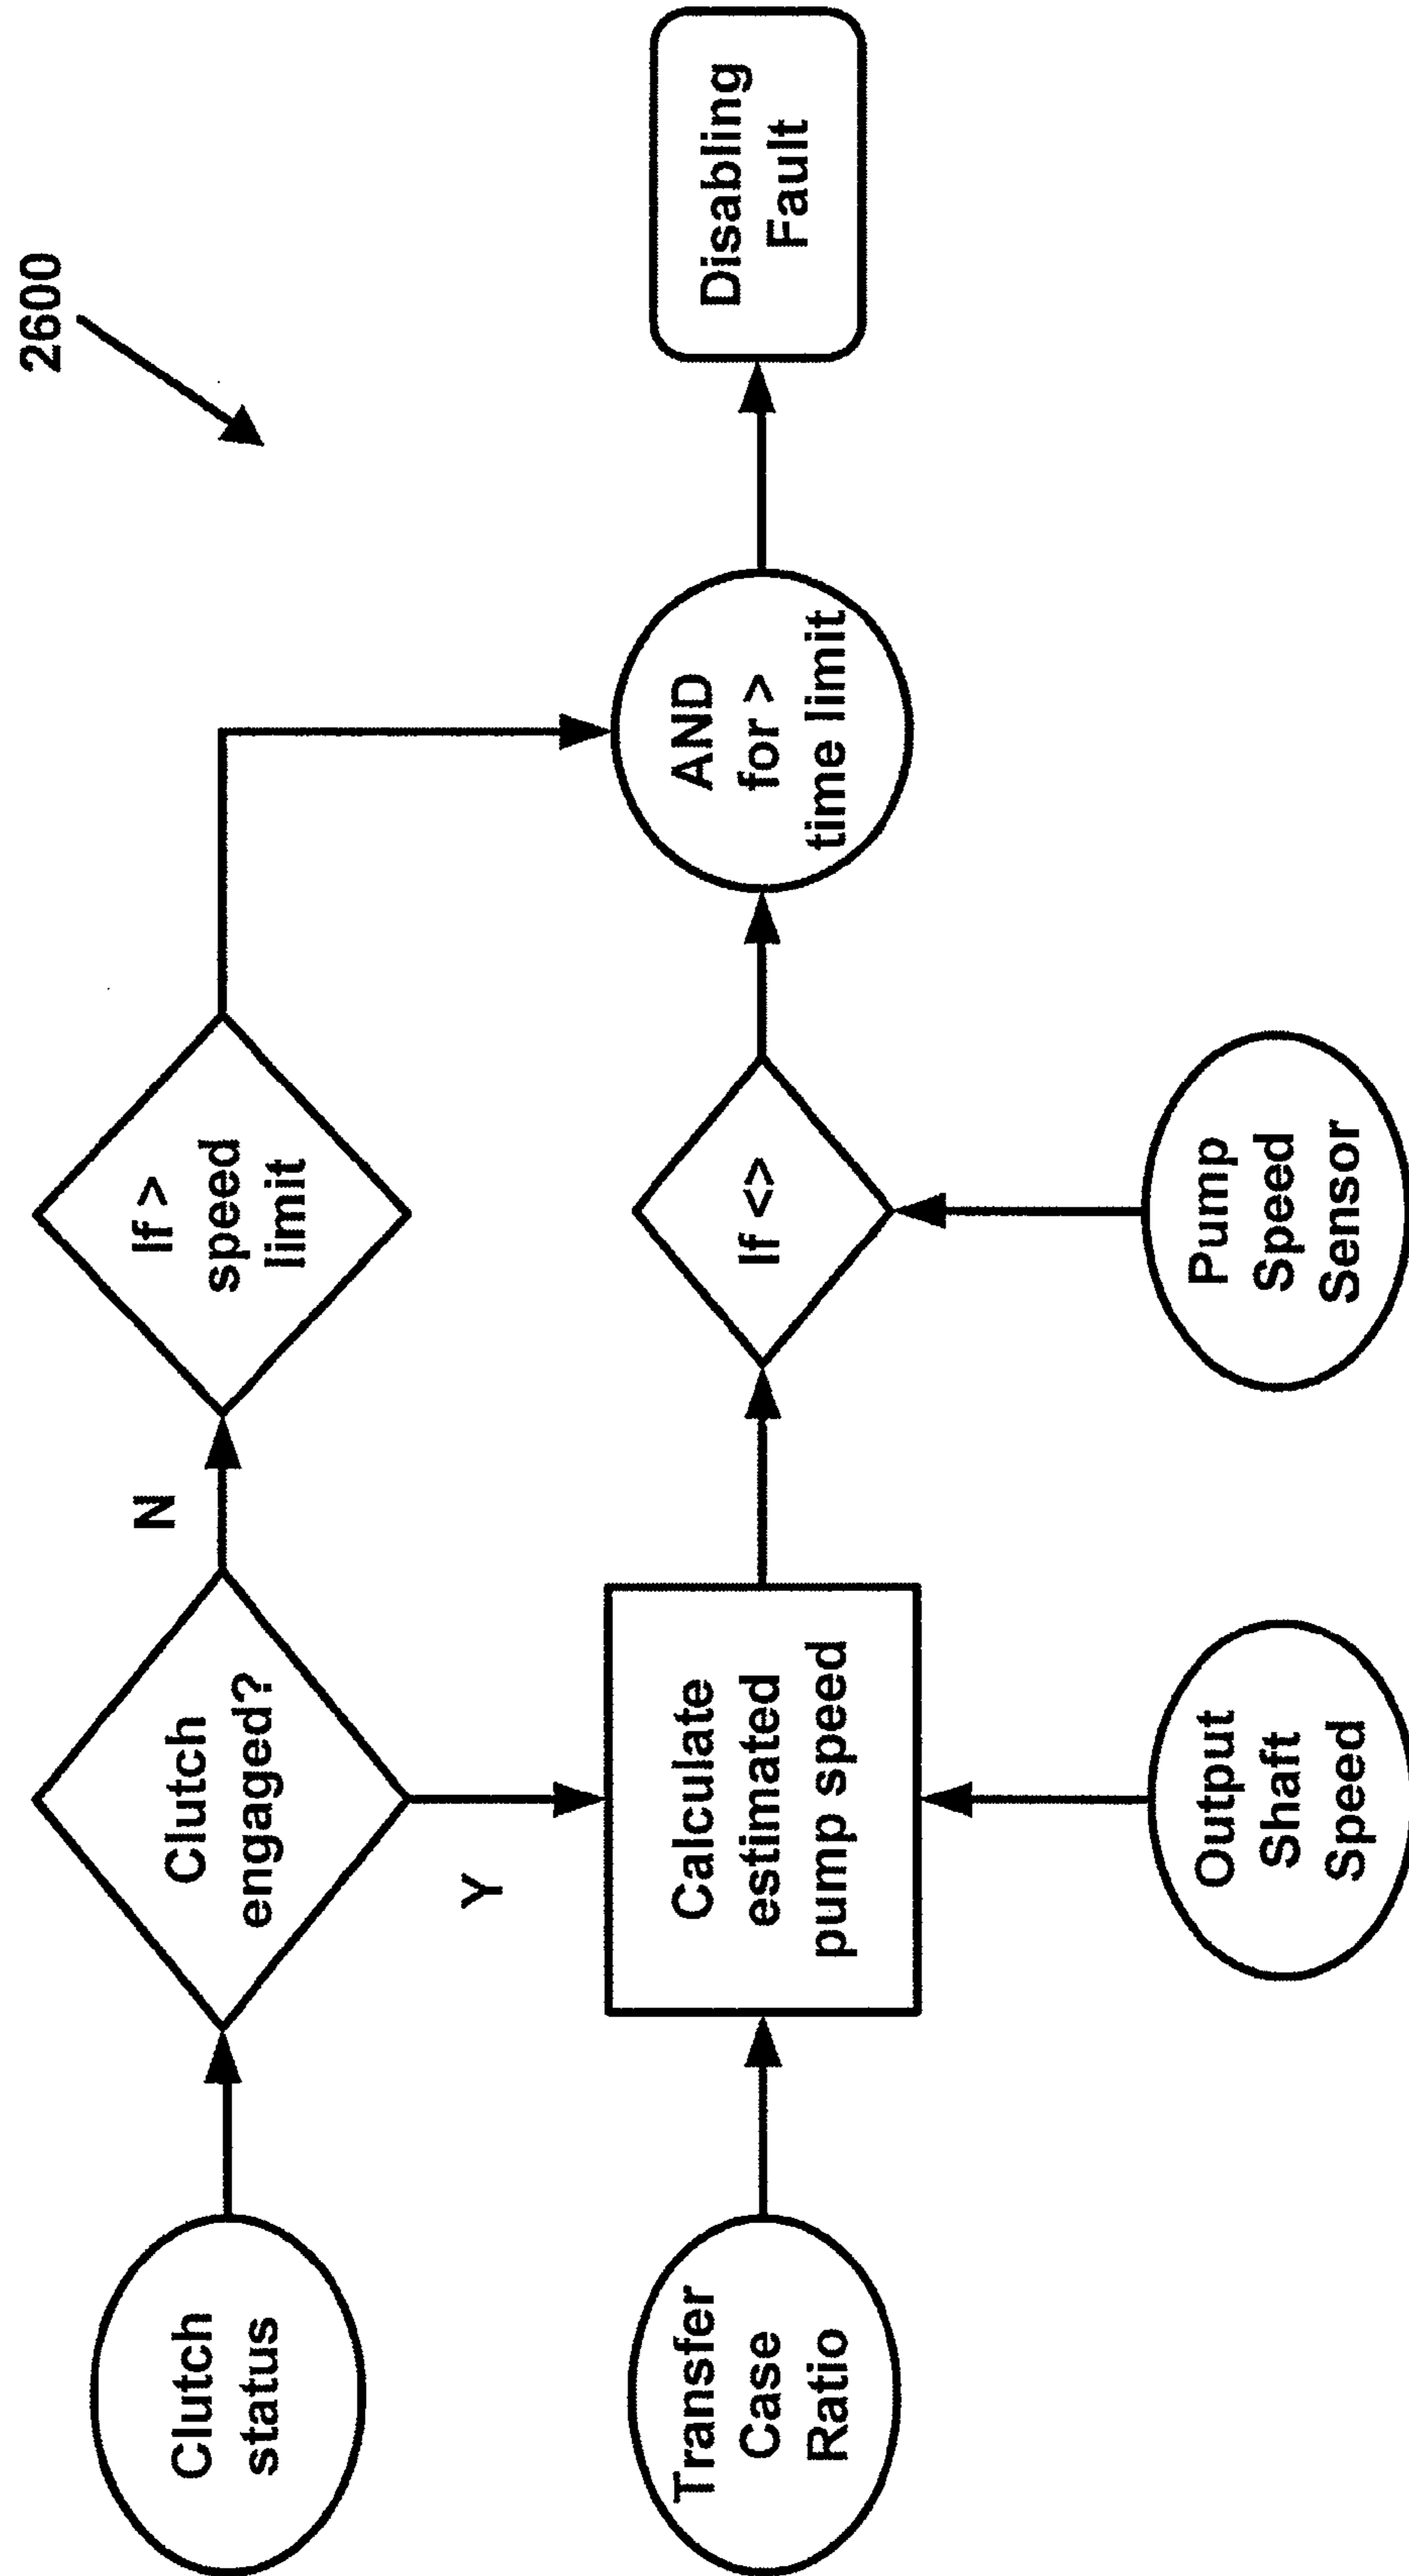 2600
Clutch
status
Clutch
engaged?
N
If >
speed
limit
Y
Transfer
Case
Ratio
Calculate
estimated
pump speed
If <>
AND
for >
time limit
Disabling
Fault
Output
Shaft
Speed
Pump
Speed
Sensor